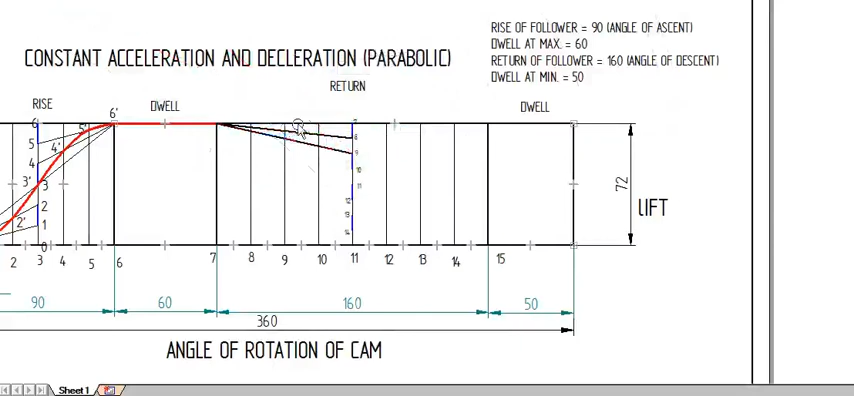 RISE OF FOLLOWER = 90 (ANGLE OF ASCENT)
DWELL AT MAX. = 60
RETURN OF FOLLOWER = 160 (ANGLE OF DESCENT)
DWELL AT MIN. = 50
CONSTANT ACCELERATION AND DECLERATION (PARABOLIC)
RETURN
RISE
DWELL
DWELL
6'
5'
5
4'
4
3'
3
2
2'
1
0
72
LIFT
2 3 4 5 6 7 8 9 10 11 12 13 14 15
90 60 160 50
360
ANGLE OF ROTATION OF CAM
Sheet1